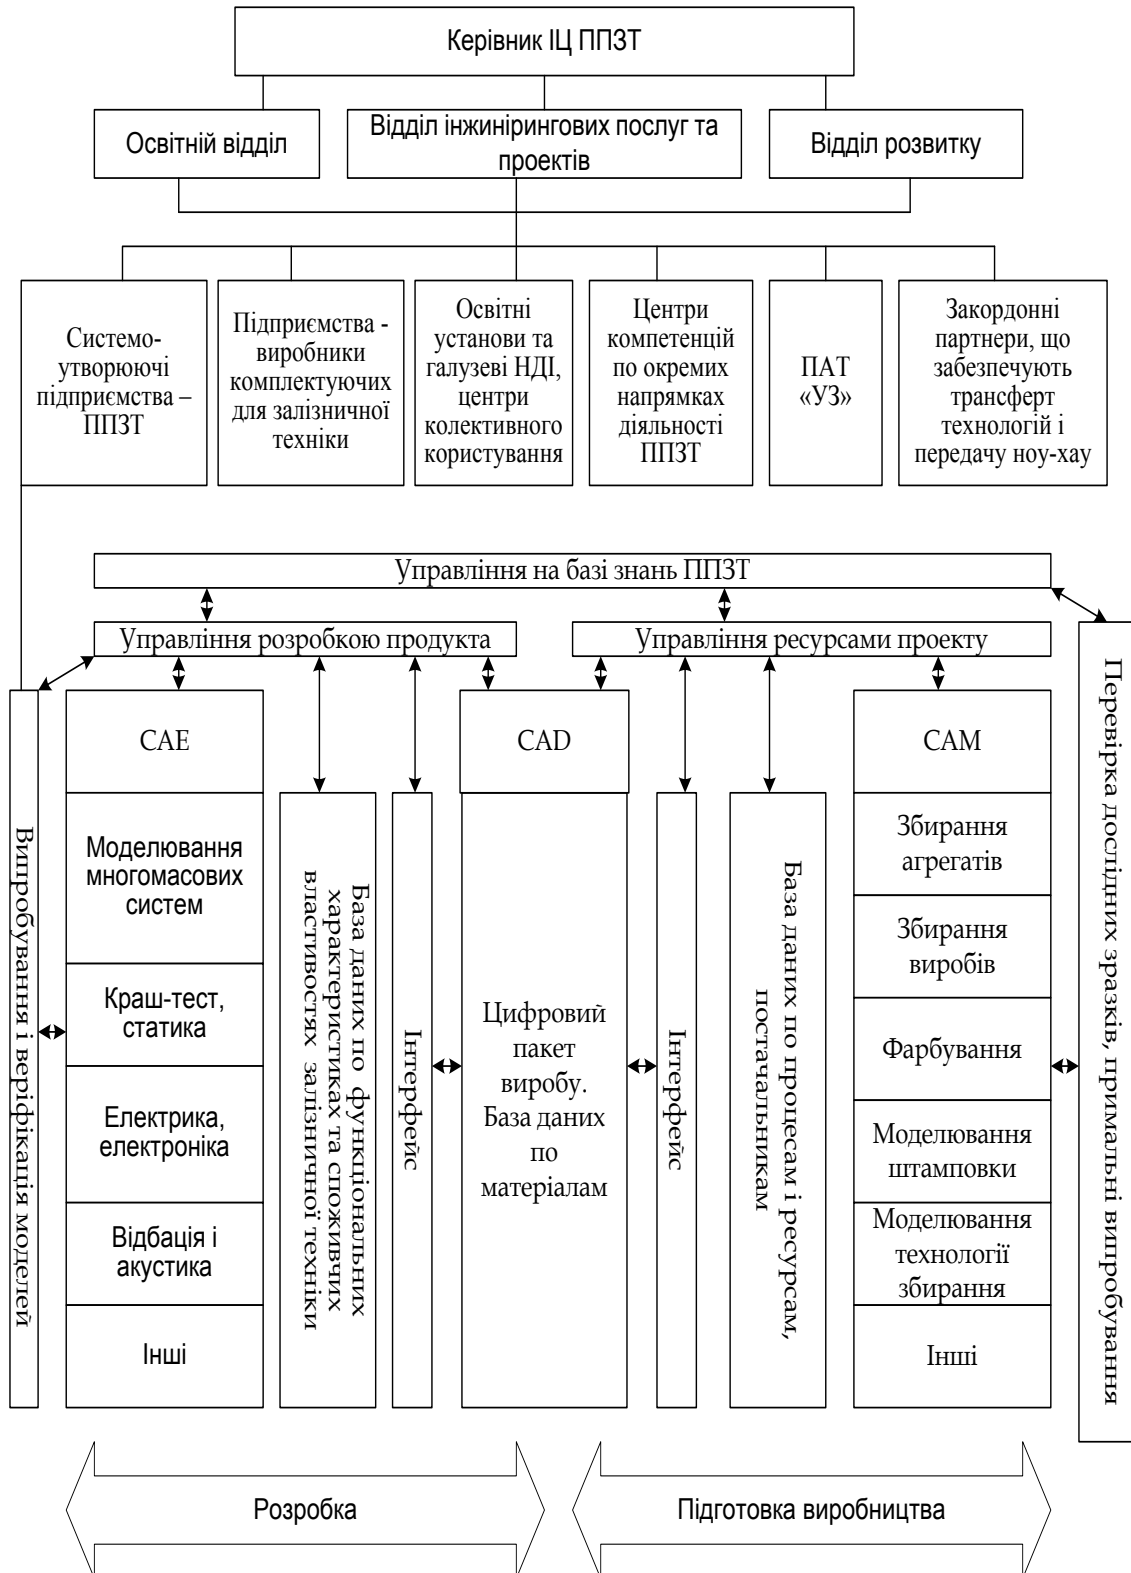 Керівник ІЦ ППЗТ
Освітній відділ
Відділ інжинірингових послуг та
проектів
Відділ розвитку
Системо-
утворюючі
підприємства –
ППЗТ
Підприємства -
виробники
комплектуючих
для залізничної
техніки
Освітні
установи та
галузеві НДІ,
центри
колективного
користування
Центри
компетенцій
по окремих
напрямках
діяльності
ППЗТ
ПАТ
«УЗ»
Закордонні
партнери, що
забезпечують
трансферт
технологій і
передачу ноу-хау
Управління на базі знань ППЗТ
Управління розробкою продукта
Управління ресурсами проекту
Випробування і веріфікація моделей
CAE
Моделювання
многомасових
систем
Краш-тест,
статика
Електрика,
електроніка
Відбація і
акустика
Інші
База даних по функціональних
характеристиках та споживчих
властивостях залізничної техніки
Інтерфейс
CAD
Цифровий
пакет
виробу.
База даних
по
матеріалам
Інтерфейс
База даних по процесам і ресурсам,
постачальникам
CAM
Збирання
агрегатів
Збирання
виробів
Фарбування
Моделювання
штамповки
Моделювання
технології
збирання
Інші
Перевірка дослідних зразків, примальні випробування
Розробка
Підготовка виробництва